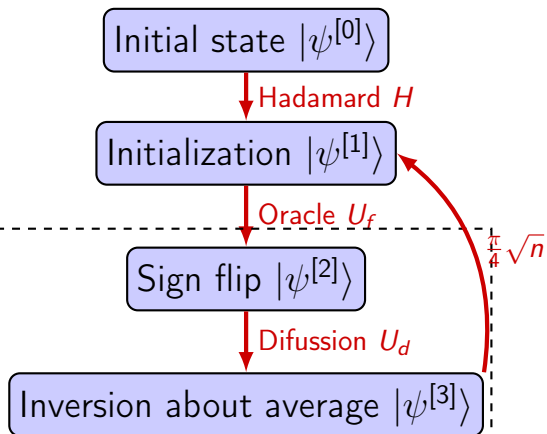 Initial state |ψ^[0]⟩
Hadamard H
Initialization |ψ^[1]⟩
Oracle U_f
π/4 √n
Sign flip |ψ^[2]⟩
Difussion U_d
Inversion about average |ψ^[3]⟩